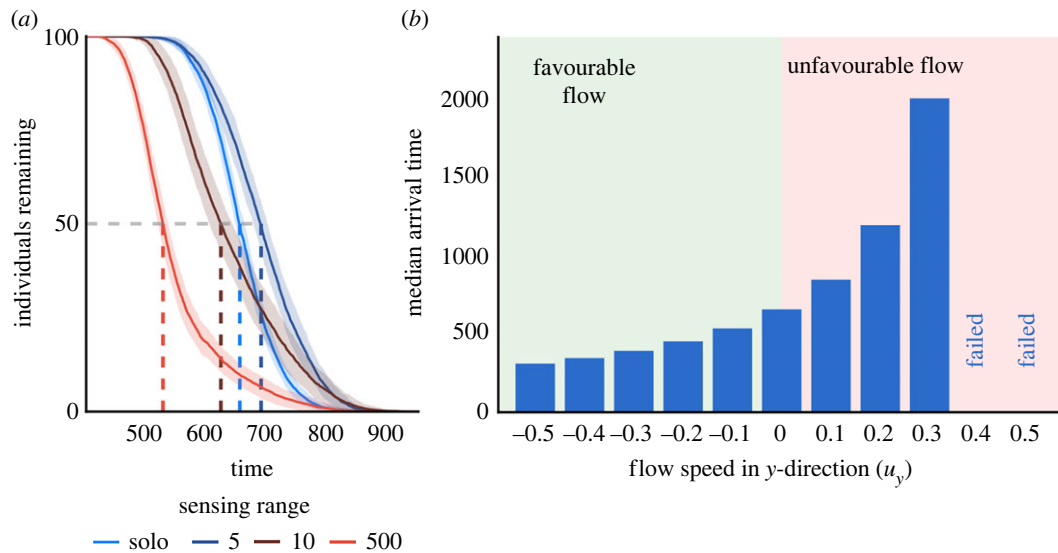 (a)
100
50
0
individuals remaining
500 600 700 800 900
time
sensing range
solo 5 10 500
(b)
favourable
flow
unfavourable flow
2000
1500
1000
500
0
median arrival time
failed
failed
–0.5 –0.4 –0.3 –0.2 –0.1 0 0.1 0.2 0.3 0.4 0.5
flow speed in y-direction (u_y)